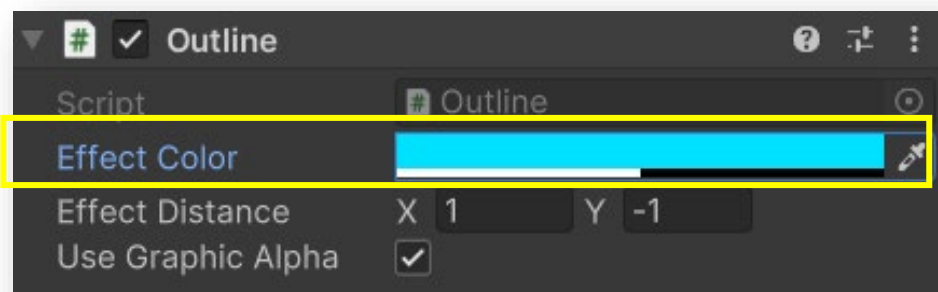 # Outline
Script # Outline
Effect Color
Effect Distance X 1 Y -1
Use Graphic Alpha